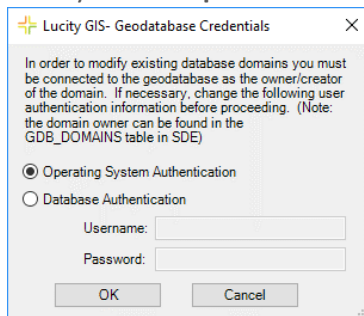 Lucity GIS- Geodatabase Credentials
In order to modify existing database domains you must
be connected to the geodatabase as the owner/creator
of the domain. If necessary, change the following user
authentication information before proceeding. (Note:
the domain owner can be found in the
GDB_DOMAINS table in SDE)
Operating System Authentication
Database Authentication
Username:
Password:
OK Cancel